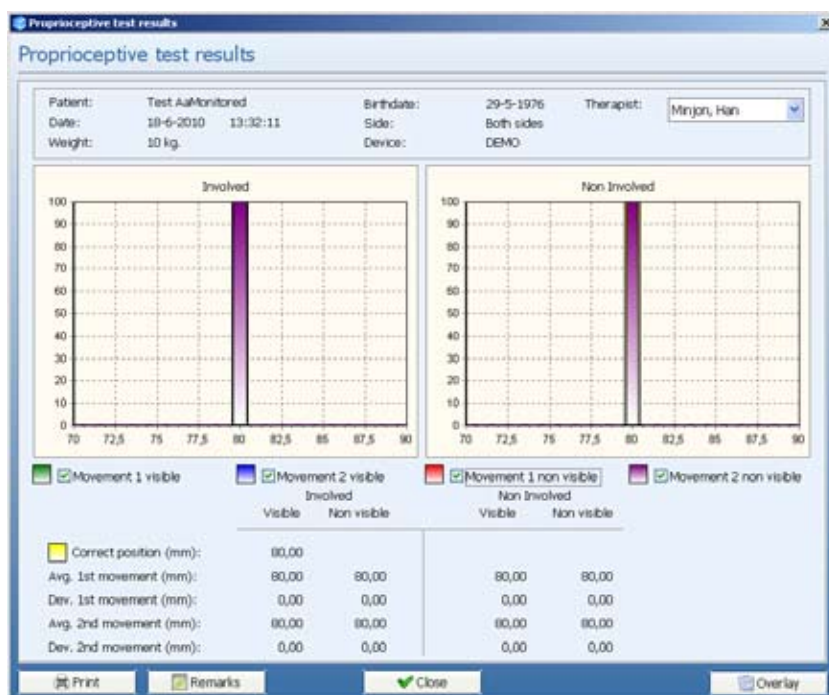 Proprioceptive test results
Proprioceptive test results
Patient: Test AaMonitored Birthdate: 29-5-1976 Therapist: Minjon, Han
Date: 18-6-2010 13:32:11 Side: Both sides
Weight: 10 kg. Device: DEMO
Involved Non Involved
100 100
90 90
80 80
70 70
60 60
50 50
40 40
30 30
20 20
10 10
0 0
70 72,5 75 77,5 80 82,5 85 87,5 90 70 72,5 75 77,5 80 82,5 85 87,5 90
Movement 1 visible Movement 2 visible Movement 1 non visible Movement 2 non visible
Involved Non Involved
Visible Non visible Visible Non visible
Correct position (mm): 80,00
Avg. 1st movement (mm): 80,00 80,00 80,00 80,00
Dev. 1st movement (mm): 0,00 0,00 0,00 0,00
Avg. 2nd movement (mm): 80,00 80,00 80,00 80,00
Dev. 2nd movement (mm): 0,00 0,00 0,00 0,00
Print Remarks Close Overlay